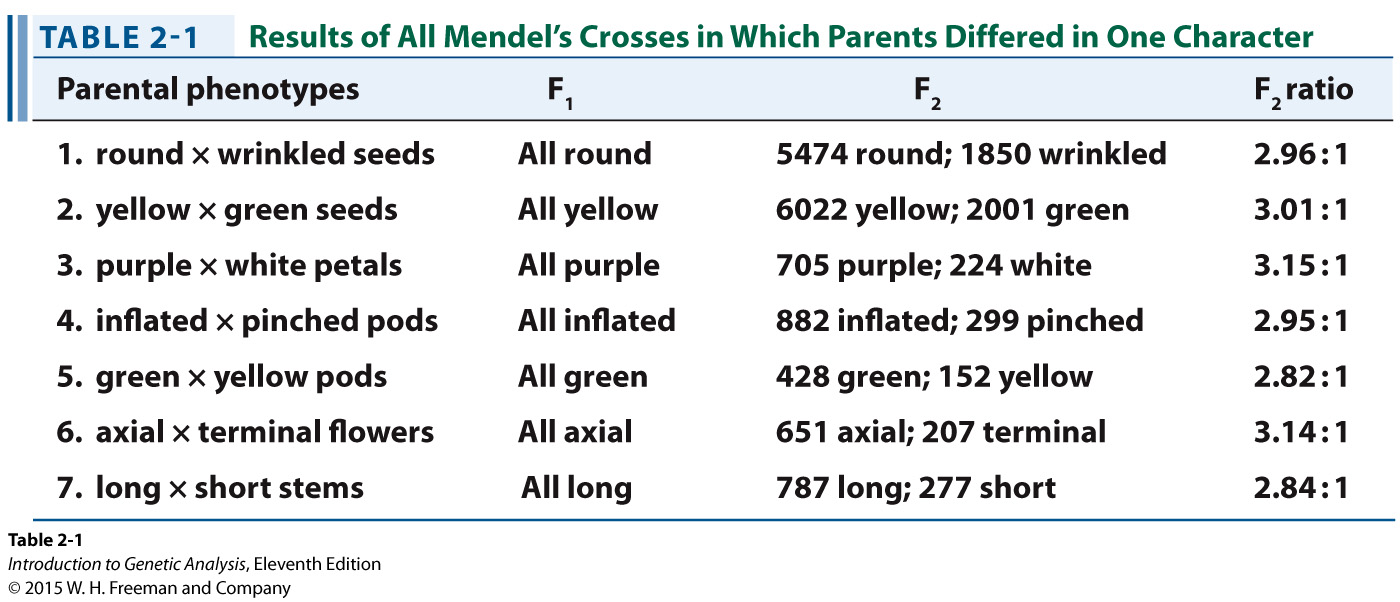 TABLE 2-1 Results of All Mendel's Crosses in Which Parents Differed in One Character
Parental phenotypes F1 F2 F2 ratio
1. round × wrinkled seeds All round 5474 round; 1850 wrinkled 2.96:1
2. yellow × green seeds All yellow 6022 yellow; 2001 green 3.01:1
3. purple × white petals All purple 705 purple; 224 white 3.15:1
4. inflated × pinched pods All inflated 882 inflated; 299 pinched 2.95:1
5. green × yellow pods All green 428 green; 152 yellow 2.82:1
6. axial × terminal flowers All axial 651 axial; 207 terminal 3.14:1
7. long × short stems All long 787 long; 277 short 2.84:1
Table 2-1
Introduction to Genetic Analysis, Eleventh Edition
© 2015 W. H. Freeman and Company